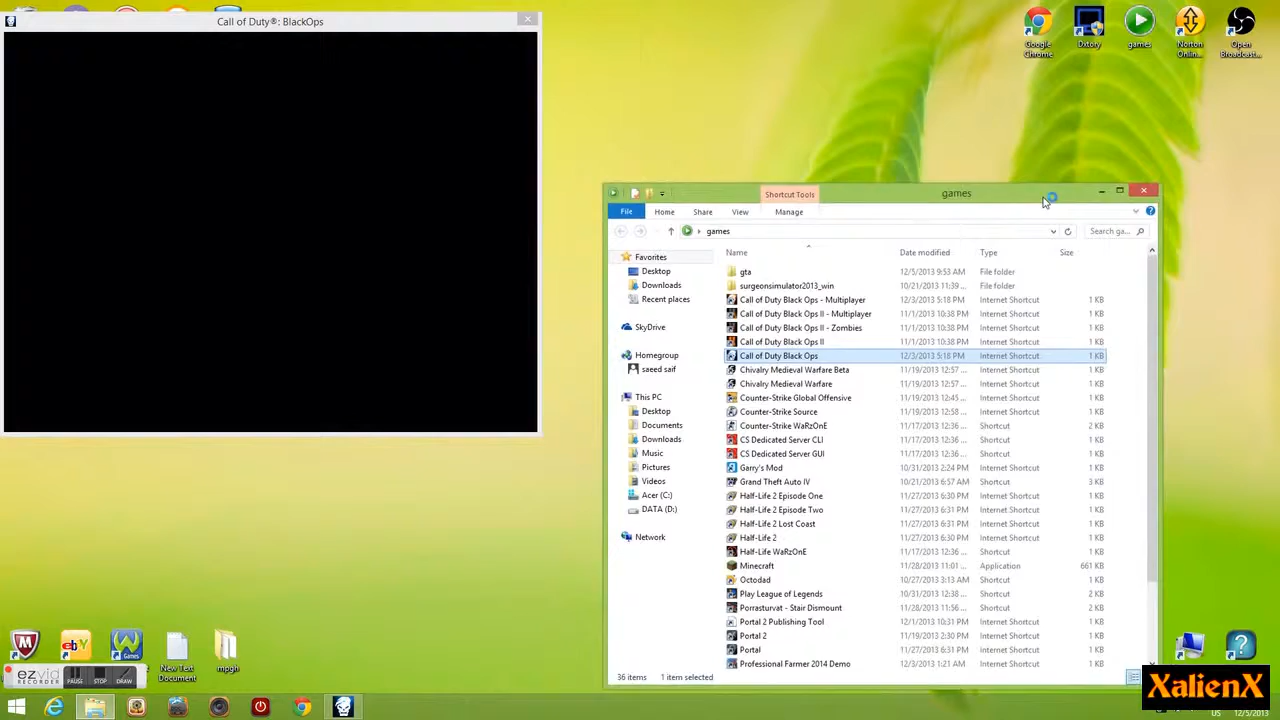 Call of Duty®: BlackOps
Google Chrome
Dxtory
games
Norton Onlin...
Open Broadcast...
Shortcut Tools
games
File
Home
Share
View
Manage
games
Search ga...
Name
Date modified
Type
Size
Favorites
Desktop
Downloads
Recent places
SkyDrive
Homegroup
saeed saif
This PC
Desktop
Documents
Downloads
Music
Pictures
Videos
Acer (C:)
DATA (D:)
Network
gta 12/5/2013 9:53 AM File folder
surgeonsimulator2013_win 10/21/2013 11:39 ... File folder
Call of Duty Black Ops - Multiplayer 12/3/2013 5:18 PM Internet Shortcut 1 KB
Call of Duty Black Ops II - Multiplayer 11/1/2013 10:38 PM Internet Shortcut 1 KB
Call of Duty Black Ops II - Zombies 11/1/2013 10:38 PM Internet Shortcut 1 KB
Call of Duty Black Ops II 11/1/2013 10:38 PM Internet Shortcut 1 KB
Call of Duty Black Ops 12/3/2013 5:18 PM Internet Shortcut 1 KB
Chivalry Medieval Warfare Beta 11/19/2013 12:57 ... Internet Shortcut 1 KB
Chivalry Medieval Warfare 11/19/2013 12:57 ... Internet Shortcut 1 KB
Counter-Strike Global Offensive 11/19/2013 12:45 ... Internet Shortcut 1 KB
Counter-Strike Source 11/19/2013 12:58 ... Internet Shortcut 1 KB
Counter-Strike WaRzOnE 11/17/2013 12:36 ... Shortcut 2 KB
CS Dedicated Server CLI 11/17/2013 12:36 ... Shortcut 1 KB
CS Dedicated Server GUI 11/17/2013 12:36 ... Shortcut 1 KB
Garry's Mod 10/31/2013 2:24 PM Internet Shortcut 1 KB
Grand Theft Auto IV 10/21/2013 6:57 AM Shortcut 3 KB
Half-Life 2 Episode One 11/27/2013 6:30 PM Internet Shortcut 1 KB
Half-Life 2 Episode Two 11/27/2013 6:31 PM Internet Shortcut 1 KB
Half-Life 2 Lost Coast 11/27/2013 6:31 PM Internet Shortcut 1 KB
Half-Life 2 11/27/2013 6:30 PM Internet Shortcut 1 KB
Half-Life WaRzOnE 11/17/2013 12:36 ... Shortcut 1 KB
Minecraft 11/28/2013 11:01 ... Application 661 KB
Octodad 10/27/2013 3:13 AM Shortcut 1 KB
Play League of Legends 10/31/2013 12:38 ... Shortcut 2 KB
Porrasturvat - Stair Dismount 11/28/2013 11:56 ... Shortcut 2 KB
Portal 2 Publishing Tool 12/1/2013 10:31 PM Internet Shortcut 1 KB
Portal 2 11/19/2013 2:30 PM Internet Shortcut 1 KB
Portal 11/27/2013 6:31 PM Internet Shortcut 1 KB
Professional Farmer 2014 Demo 12/3/2013 1:21 AM Internet Shortcut 1 KB
36 items
1 item selected
ebY
Games
New Text Document
mpgh
ezvid
RECORDER
PAUSE
STOP
DRAW
XalienX
US
12/5/2013